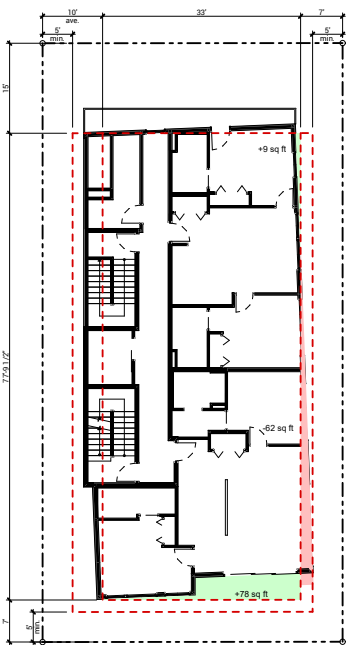 10'
ave.
33'
7'
5'
min.
5'
min.
15'
+9 sq ft
77'-9 1/2"
-62 sq ft
+78 sq ft
7'
5'
min.